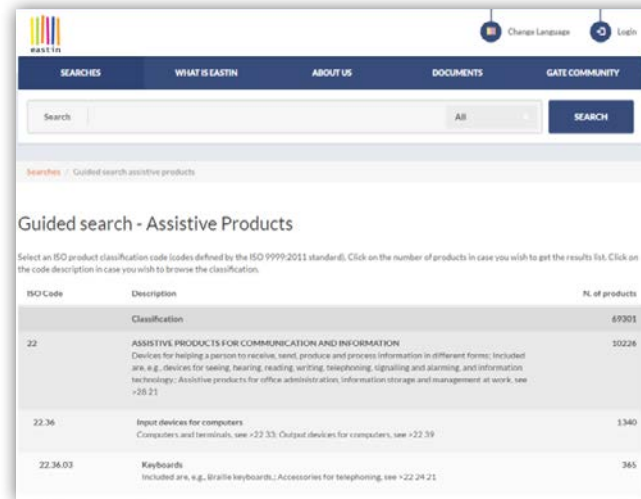 eastin
Change Language
Login
SEARCHES
WHAT IS EASTIN
ABOUT US
DOCUMENTS
GATE COMMUNITY
Search
All
SEARCH
Searches / Guided search assistive products
Guided search - Assistive Products
Select an ISO product classification code (codes defined by the ISO 9999:2011 standard). Click on the number of products in case you wish to get the results list. Click on
the code description in case you wish to browse the classification.
ISO Code Description N. of products
Classification 69301
22 ASSISTIVE PRODUCTS FOR COMMUNICATION AND INFORMATION 10226
Devices for helping a person to receive, send, produce and process information in different forms; Included
are, e.g., devices for seeing, hearing, reading, writing, telephoning, signalling and alarming, and information
technology.; Assistive products for office administration, information storage and management at work, see
>28.21
22.36 Input devices for computers 1340
Computers and terminals, see >22 33; Output devices for computers, see >22 39
22.36.03 Keyboards 365
Included are, e.g., Braille keyboards.; Accessories for telephoning, see >22.24.21